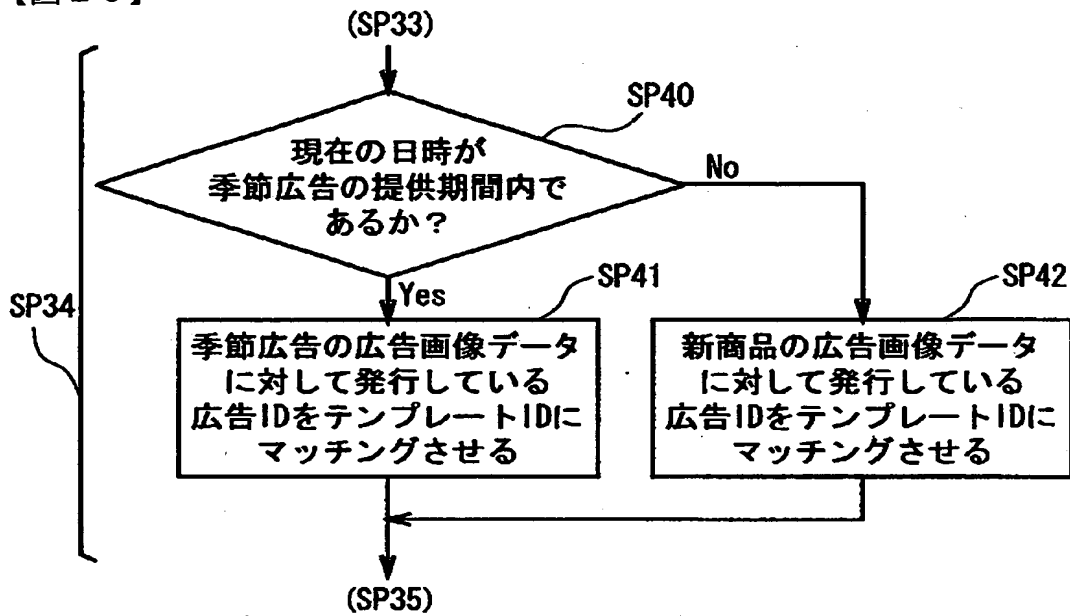 (SP33)
SP40
現在の日時が
季節広告の提供期間内で
あるか?
No
Yes
SP34
SP41
季節広告の広告画像データ
に対して発行している
広告IDをテンプレートIDに
マッチングさせる
SP42
新商品の広告画像データ
に対して発行している
広告IDをテンプレートIDに
マッチングさせる
(SP35)